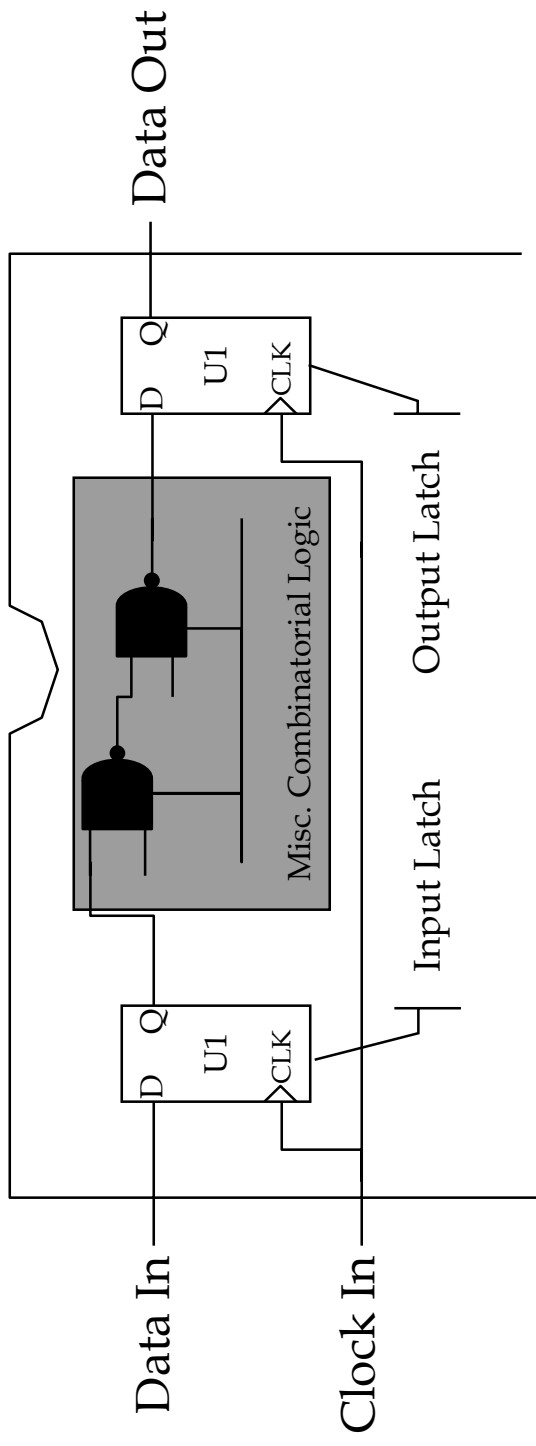 Data In
Clock In
D
Q
U1
CLK
Input Latch
Misc. Combinatorial Logic
D
Q
U1
CLK
Output Latch
Data Out